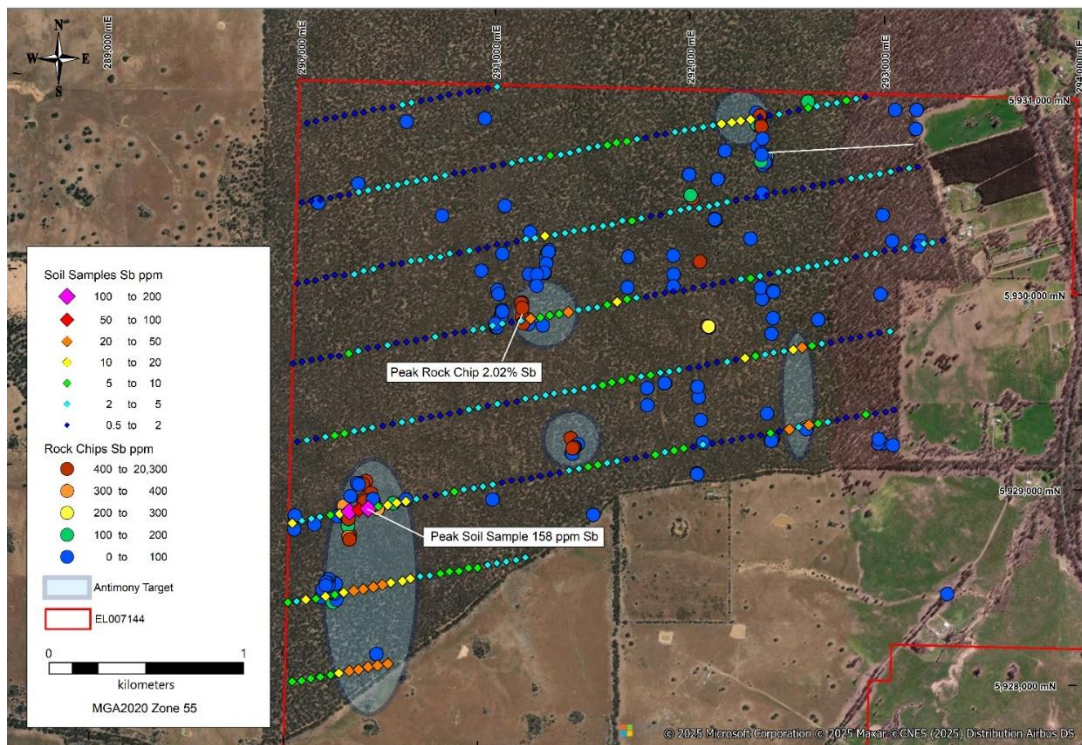 N
W E
S
289,000 mE
290,000 mE
291,000 mE
292,000 mE
293,000 mE
294,000 mE
5,931,000 mN
5,930,000 mN
5,929,000 mN
5,928,000 mN
Peak Rock Chip 2.02% Sb
Peak Soil Sample 158 ppm Sb
Soil Samples Sb ppm
100 to 200
50 to 100
20 to 50
10 to 20
5 to 10
2 to 5
0.5 to 2
Rock Chips Sb ppm
400 to 20,300
300 to 400
200 to 300
100 to 200
0 to 100
Antimony Target
EL007144
0 1
kilometers
MGA2020 Zone 55
© 2025 Microsoft Corporation © 2025 Maxar ©CNES (2025) Distribution Airbus DS